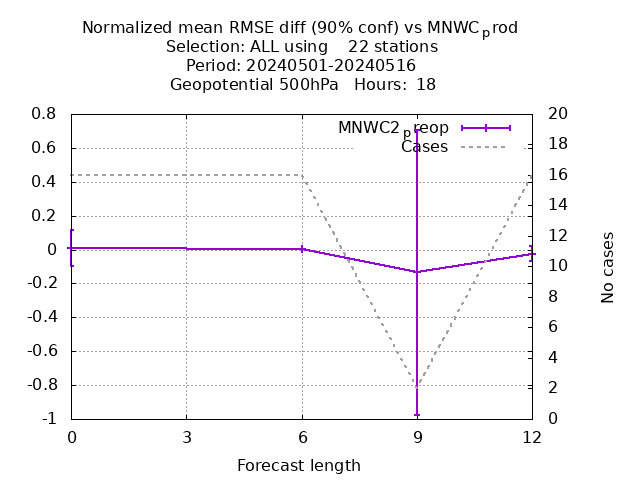 Normalized mean RMSE diff (90% conf) vs MNWCprod
Selection: ALL using    22 stations
Period: 20240501-20240516
Geopotential 500hPa   Hours: 18
MNWC2preop
Cases
0.8
0.6
0.4
0.2
0
-0.2
-0.4
-0.6
-0.8
-1
20
18
16
14
12
10
8
6
4
2
0
No cases
0 3 6 9 12
Forecast length